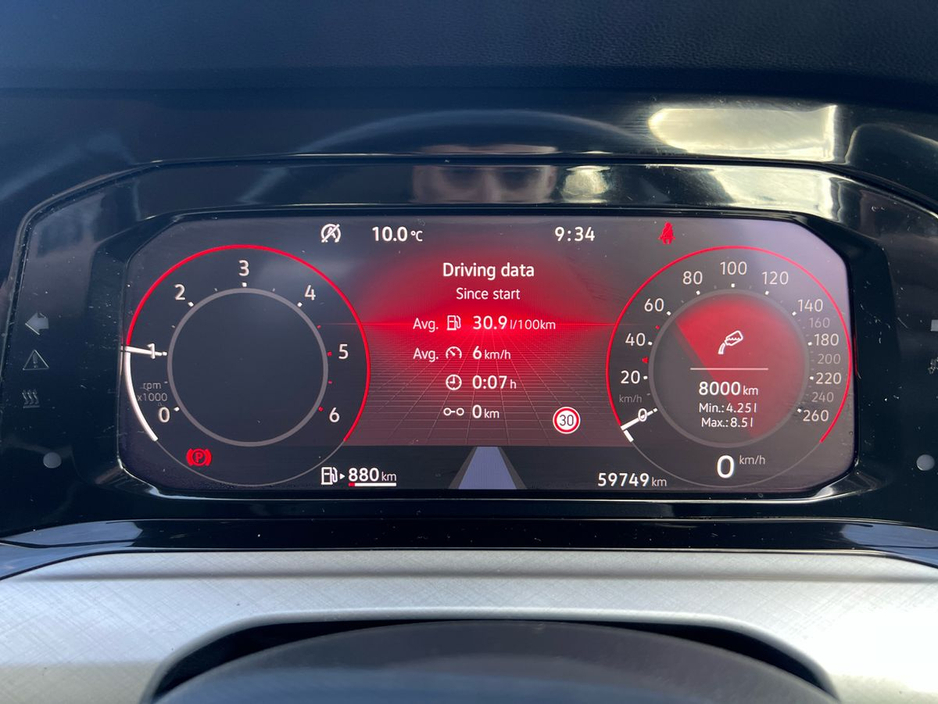 10.0°C
9:34
Driving data
Since start
Avg. 30.9 l/100km
Avg. 6 km/h
0:07 h
0 km
30
0
1
2
3
4
5
6
rpm
x1000
P
880 km
0
20
40
60
80
100
120
140
160
180
200
220
240
260
km/h
8000 km
Min.: 4.25 l
Max.: 8.5 l
0 km/h
59749 km